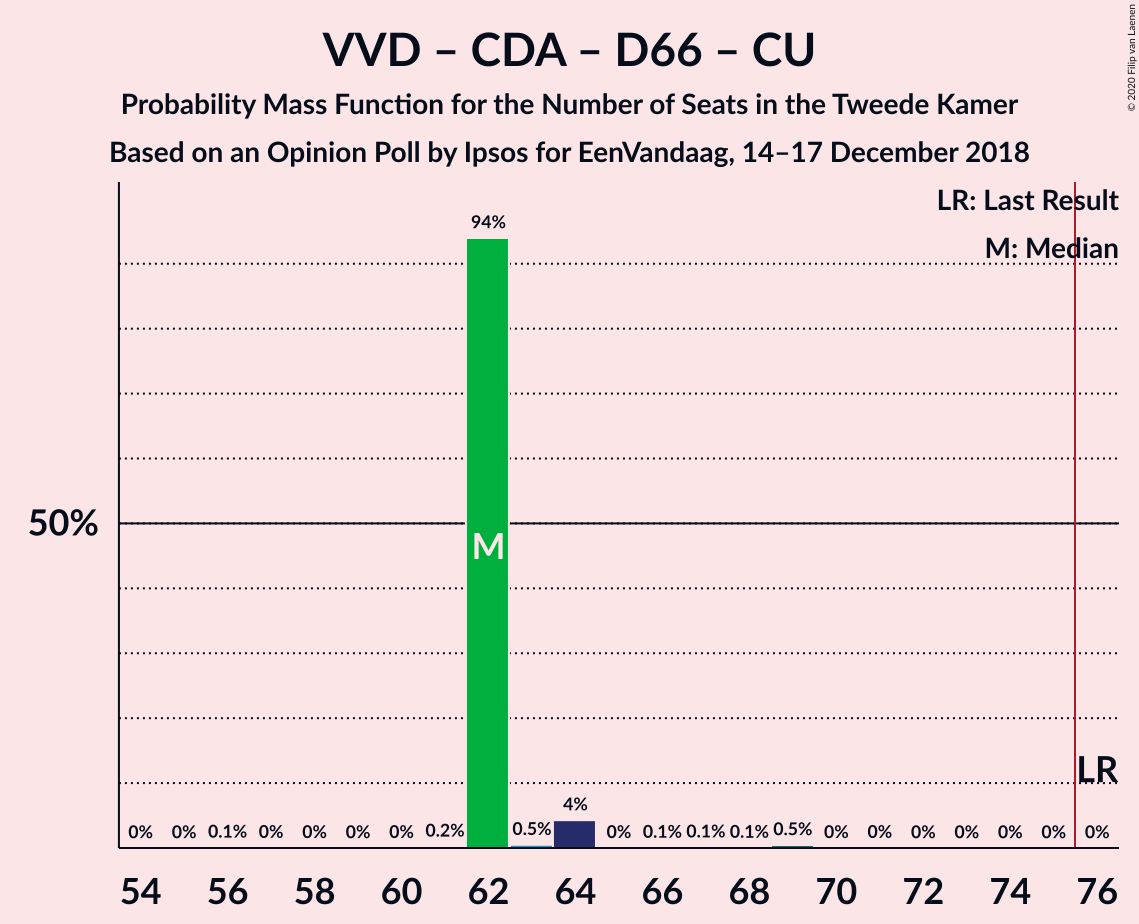 VVD – CDA – D66 – CU
Probability Mass Function for the Number of Seats in the Tweede Kamer
Based on an Opinion Poll by Ipsos for EenVandaag, 14–17 December 2018
© 2020 Filip van Laenen
LR: Last Result
M: Median
94%
50%
M
LR
0% 0% 0.1% 0% 0% 0% 0% 0.2% 0.5% 4% 0% 0.1% 0.1% 0.1% 0.5% 0% 0% 0% 0% 0% 0% 0%
54 56 58 60 62 64 66 68 70 72 74 76